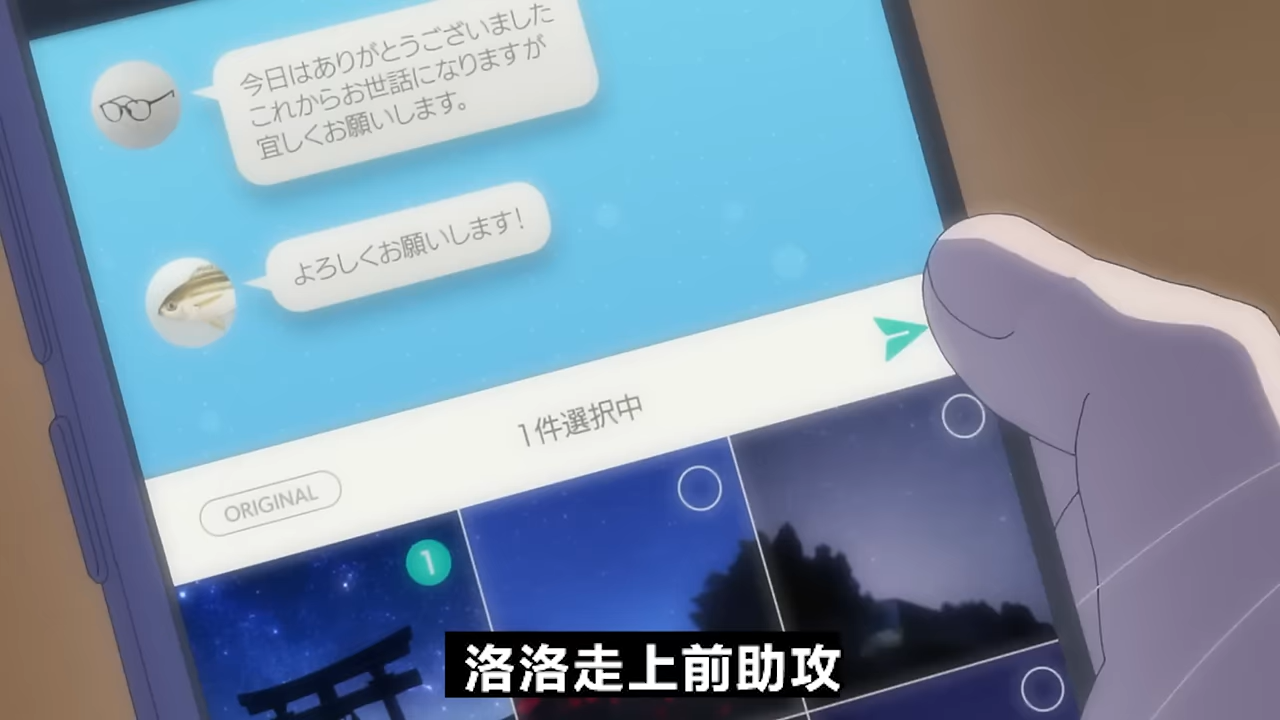 今日はありがとうございました
これからお世話になりますが
宜しくお願いします。
よろしくお願いします!
1件選択中
ORIGINAL
1
洛洛走上前助攻